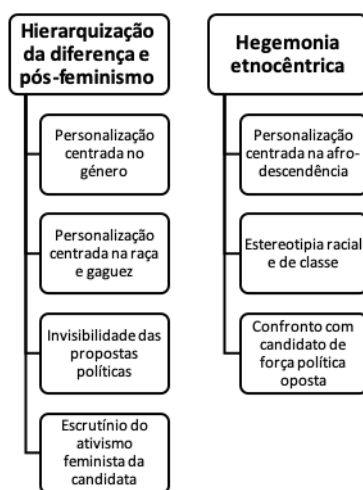 Hierarquização
da diferença e
pós-feminismo
Personalização
centrada no
género
Personalização
centrada na raça
e gaguez
Invisibilidade das
propostas
políticas
Escrutínio do
ativismo
feminista da
candidata
Hegemonia
etnocêntrica
Personalização
centrada na afro-
descendência
Estereotipia racial
e de classe
Confronto com
candidato de
força política
oposta